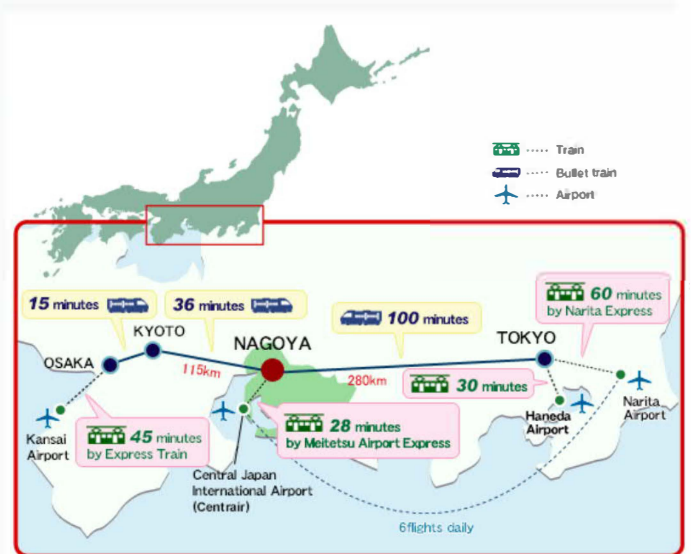 ..... Train
..... Bullet train
..... Airport
15 minutes
36 minutes
100 minutes
60 minutes
by Narita Express
KYOTO
NAGOYA
TOKYO
OSAKA
115km
280km
30 minutes
Kansai
Airport
45 minutes
by Express Train
28 minutes
by Meitetsu Airport Express
Haneda
Airport
Narita
Airport
Central Japan
International Airport
(Centrair)
6flights daily